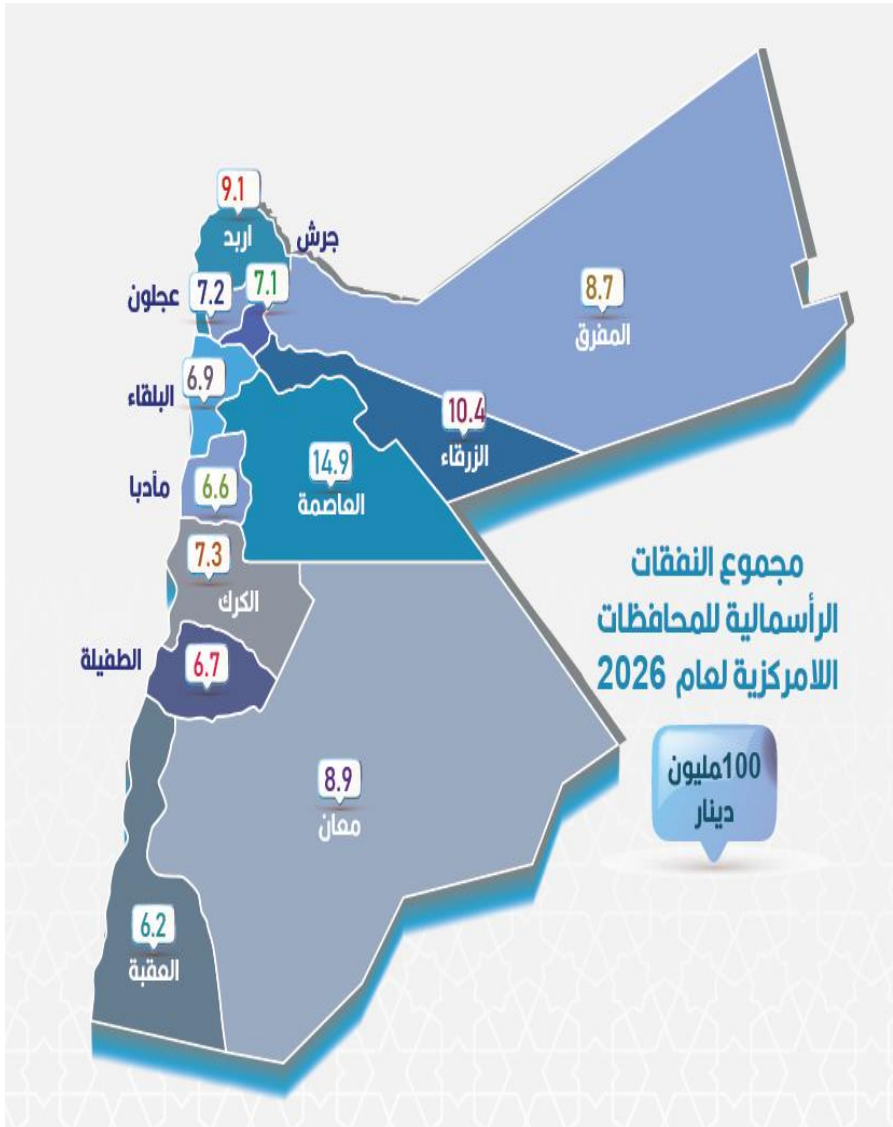 9.1
اربد
جرش
7.1
7.2
عجلون
8.7
المفرق
6.9
البلقاء
10.4
الزرقاء
14.9
العاصمة
مأدبا
6.6
7.3
الكرك
الطفيلة
6.7
8.9
معان
6.2
العقبة
مجموع النفقات
الرأسمالية للمحافظات
اللامركزية لعام 2026
100مليون
دينار